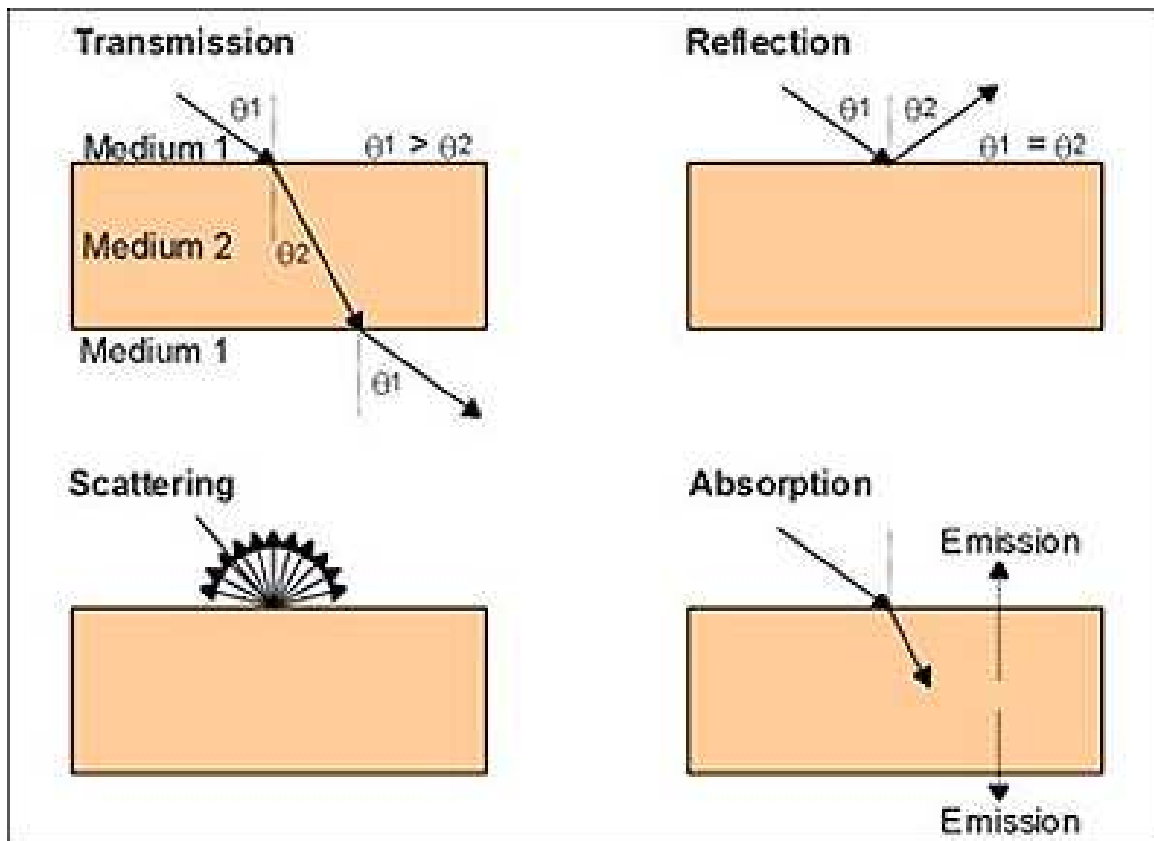 Transmission
θ1
Medium 1
θ1 > θ2
Medium 2
θ2
Medium 1
θ1
Reflection
θ1
θ2
θ1 = θ2
Scattering
Absorption
Emission
Emission